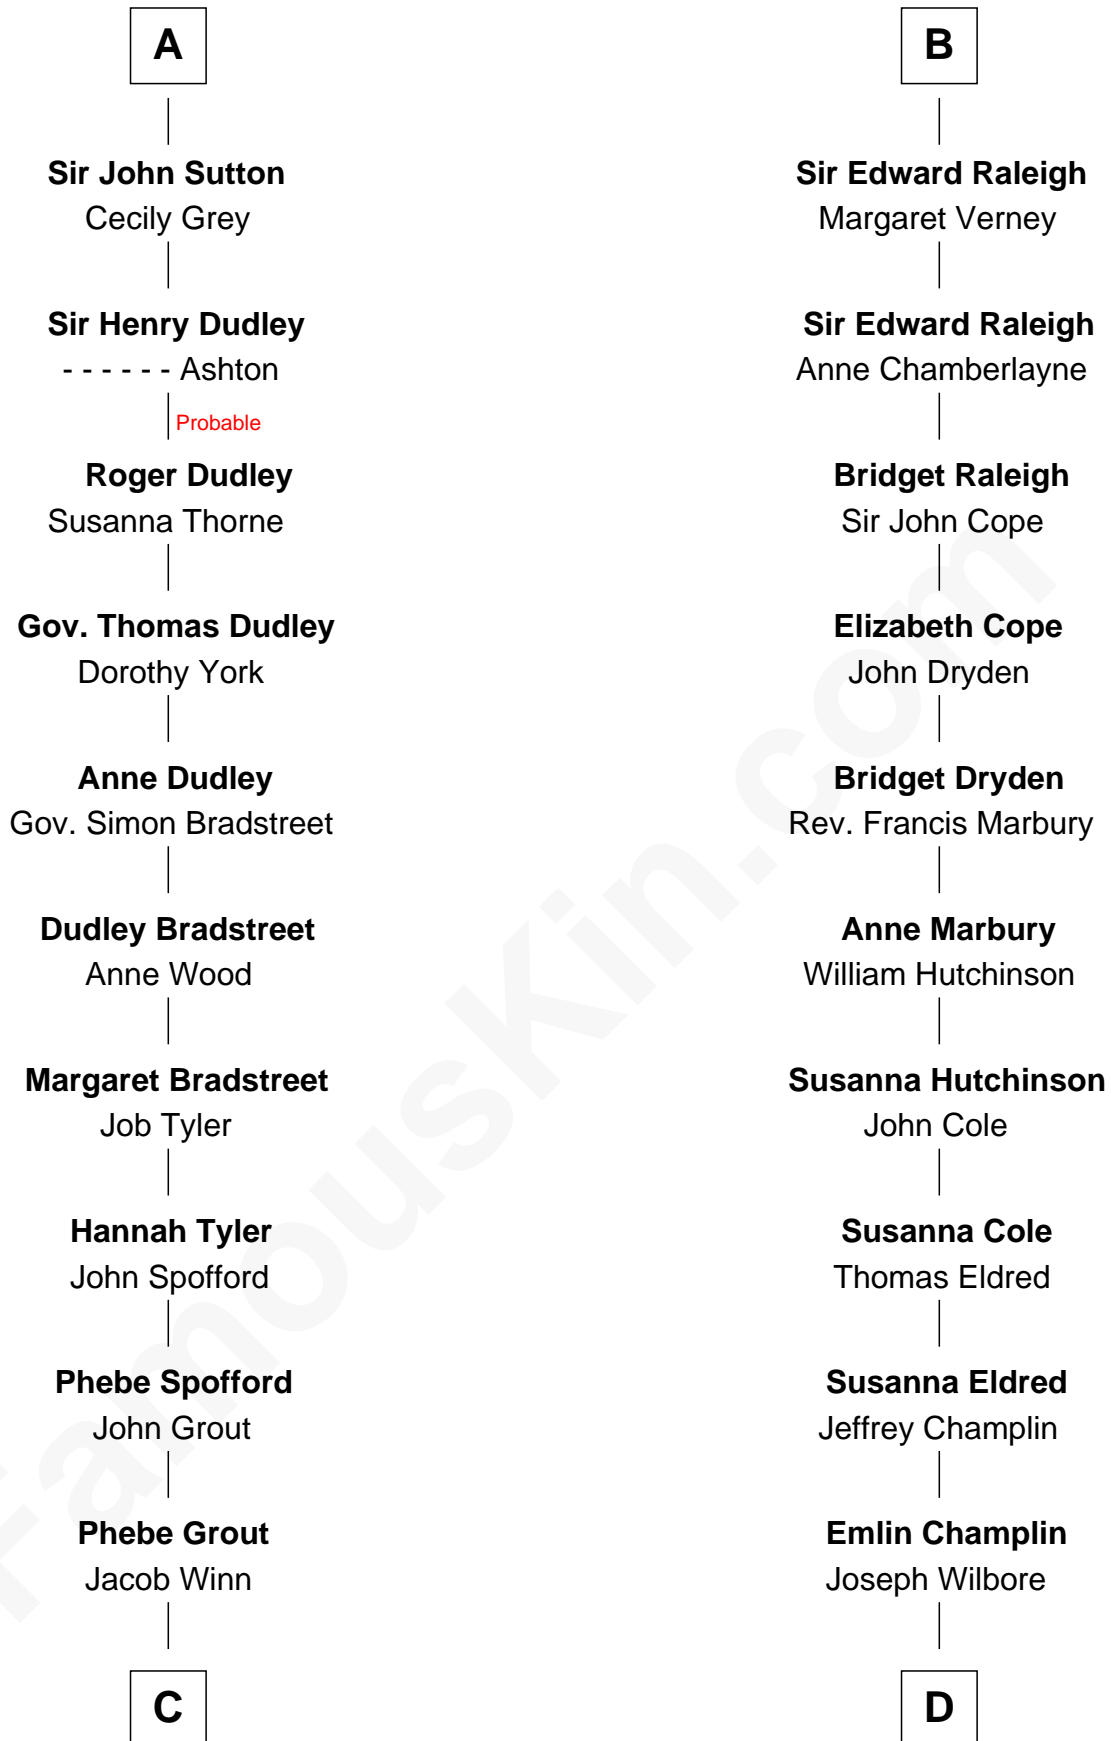 A
Sir John Sutton
Cecily Grey
Sir Henry Dudley
- - - - - - Ashton
Probable
Roger Dudley
Susanna Thorne
Gov. Thomas Dudley
Dorothy York
Anne Dudley
Gov. Simon Bradstreet
Dudley Bradstreet
Anne Wood
Margaret Bradstreet
Job Tyler
Hannah Tyler
John Spofford
Phebe Spofford
John Grout
Phebe Grout
Jacob Winn
C
B
Sir Edward Raleigh
Margaret Verney
Sir Edward Raleigh
Anne Chamberlayne
Bridget Raleigh
Sir John Cope
Elizabeth Cope
John Dryden
Bridget Dryden
Rev. Francis Marbury
Anne Marbury
William Hutchinson
Susanna Hutchinson
John Cole
Susanna Cole
Thomas Eldred
Susanna Eldred
Jeffrey Champlin
Emlin Champlin
Joseph Wilbore
D
FamousKin.com